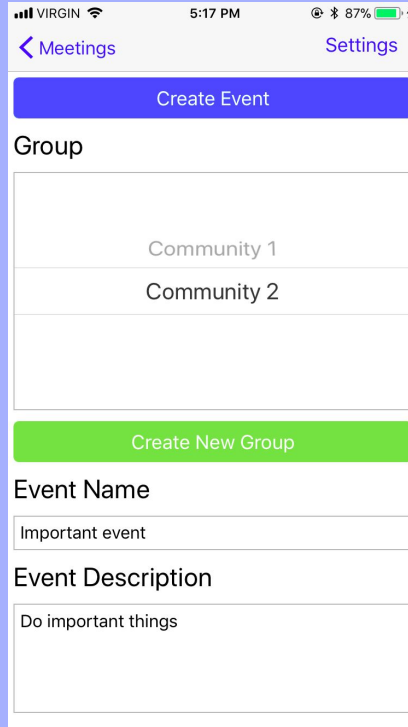 VIRGIN 5:17 PM 87%
Meetings Settings
Create Event
Group
Community 1
Community 2
Create New Group
Event Name
Important event
Event Description
Do important things